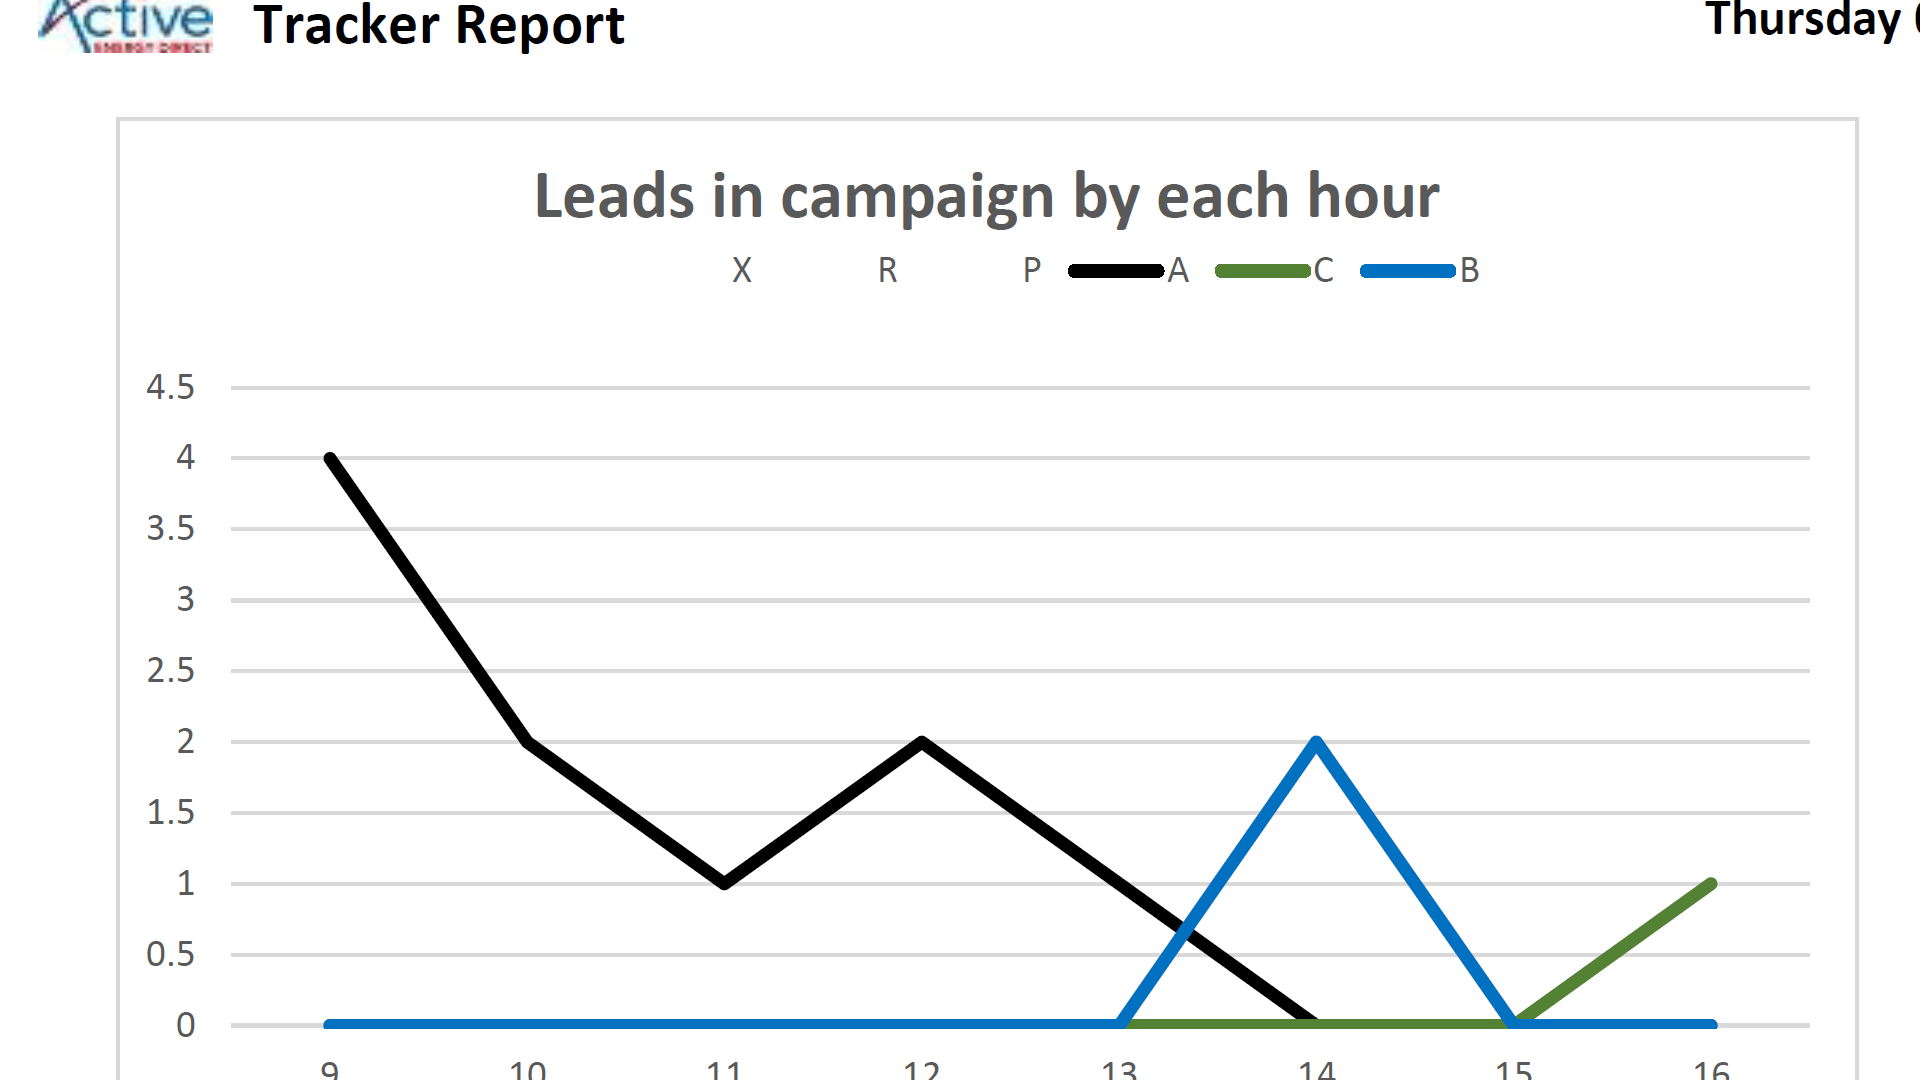 Active
ENERGY DIRECT
Tracker Report
Thursday
Leads in campaign by each hour
X R P A C B
4.5
4
3.5
3
2.5
2
1.5
1
0.5
0
9 10 11 12 13 14 15 16